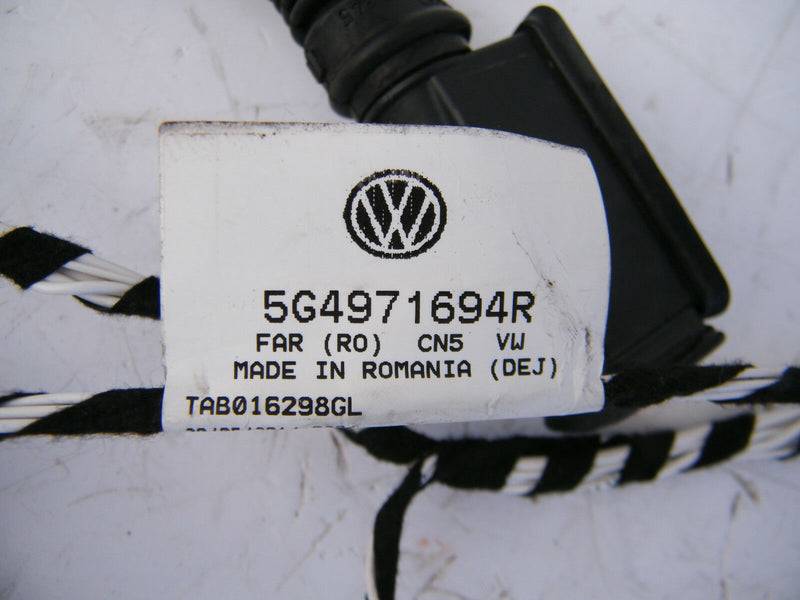 5G4971694R
FAR (RO) CN5 VW
MADE IN ROMANIA (DEJ)
TAB016298GL